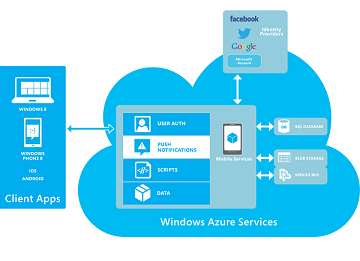 facebook
Identity
Providers
Google
Microsoft
Account
WINDOWS 8
WINDOWS
PHONE 8
IOS
ANDROID
Client Apps
USER AUTH
PUSH
NOTIFICATIONS
SCRIPTS
DATA
Mobile Services
SQL DATABASE
BLOB STORAGE
SERVICE BUS
Windows Azure Services